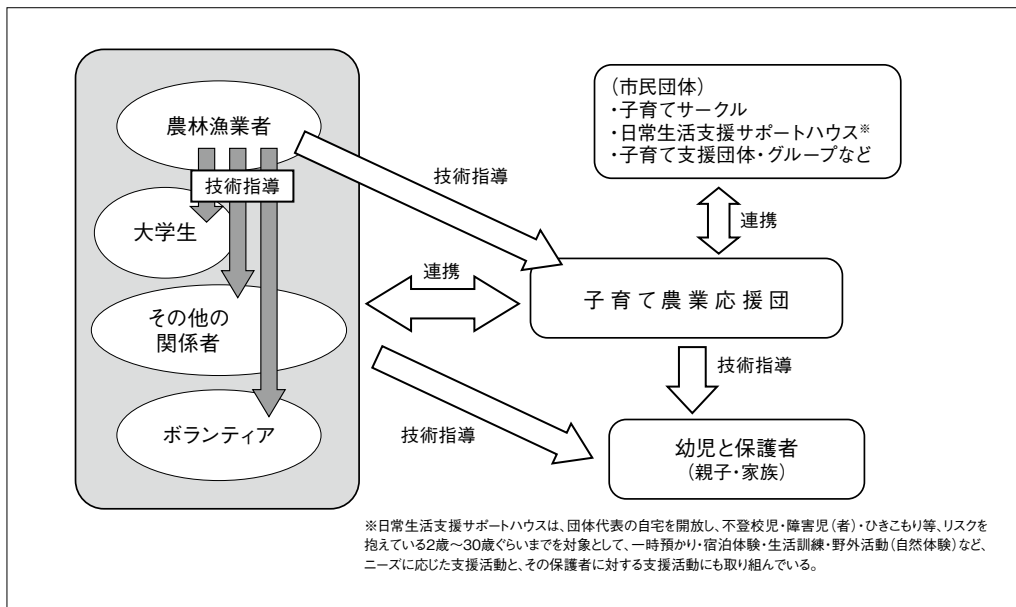 農林漁業者
技術指導
大学生
その他の
関係者
ボランティア
技術指導
連携
技術指導
(市民団体)
・子育てサークル
・日常生活支援サポートハウス※
・子育て支援団体・グループなど
連携
子育て農業応援団
技術指導
幼児と保護者
(親子・家族)
※日常生活支援サポートハウスは、団体代表の自宅を開放し、不登校児・障害児(者)・ひきこもり等、リスクを
抱えている2歳～30歳ぐらいまでを対象として、一時預かり・宿泊体験・生活訓練・野外活動(自然体験)など、
ニーズに応じた支援活動と、その保護者に対する支援活動にも取り組んでいる。